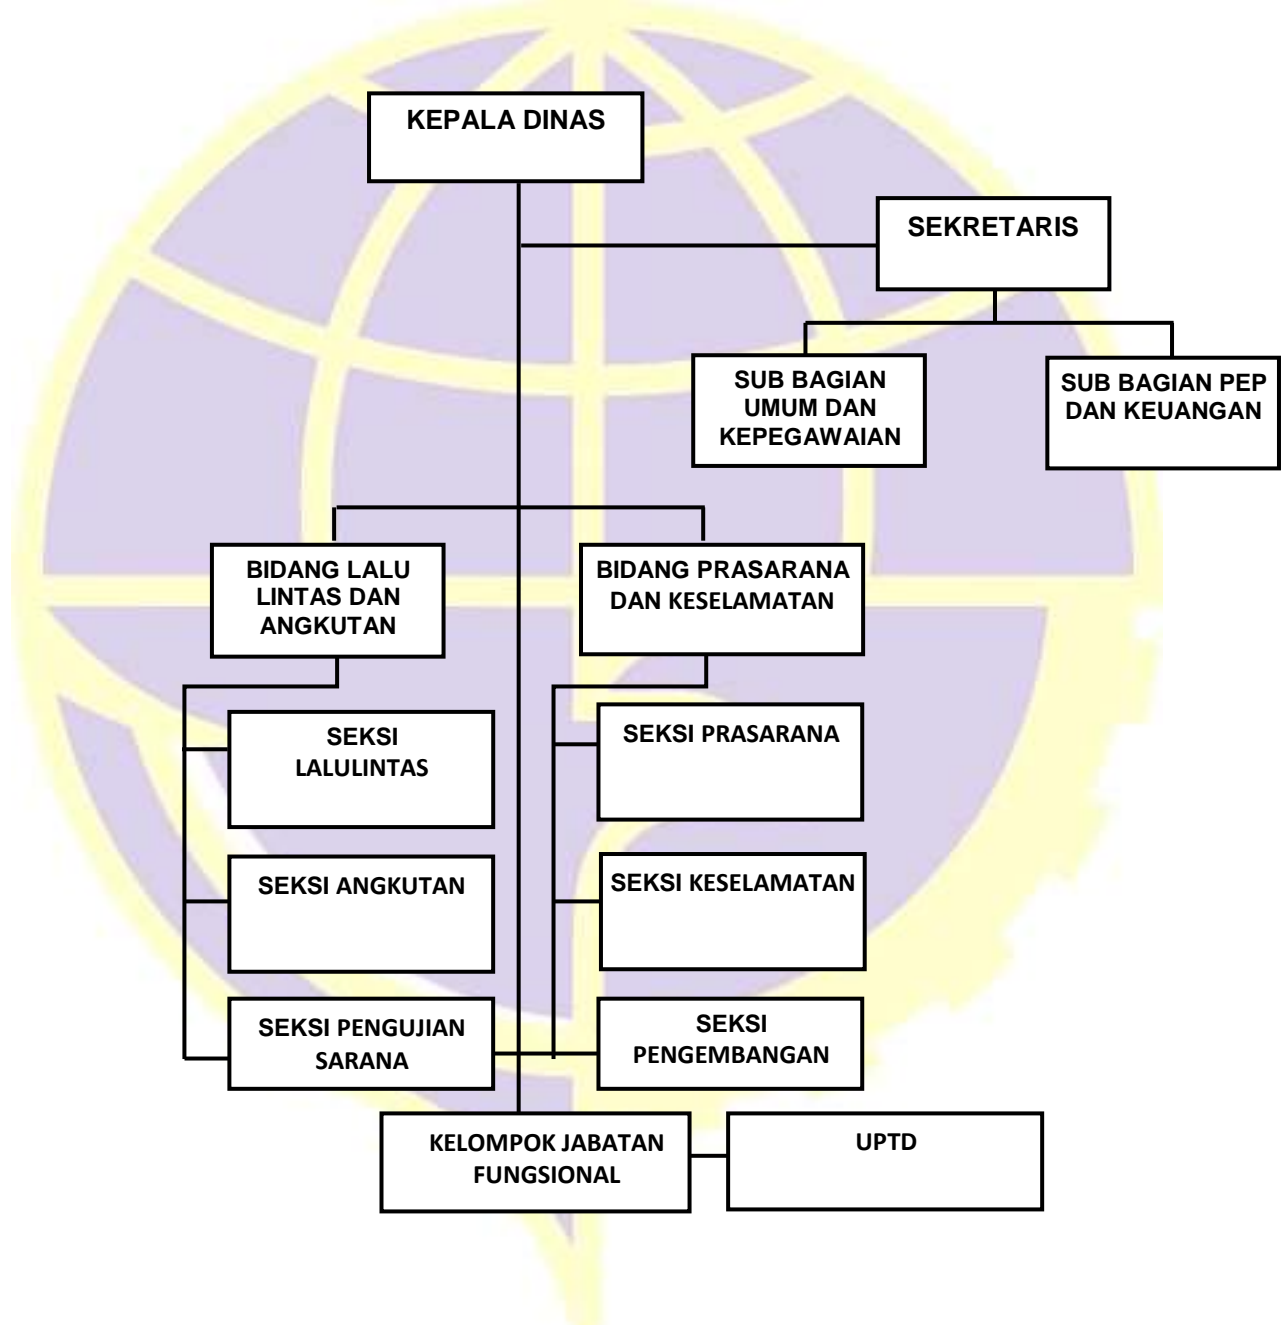 KEPALA DINAS
SEKRETARIS
SUB BAGIAN
UMUM DAN
KEPEGAWAIAN
SUB BAGIAN PEP
DAN KEUANGAN
BIDANG LALU
LINTAS DAN
ANGKUTAN
BIDANG PRASARANA
DAN KESELAMATAN
SEKSI
LALULINTAS
SEKSI PRASARANA
SEKSI ANGKUTAN
SEKSI KESELAMATAN
SEKSI PENGUJIAN
SARANA
SEKSI
PENGEMBANGAN
KELOMPOK JABATAN
FUNGSIONAL
UPTD